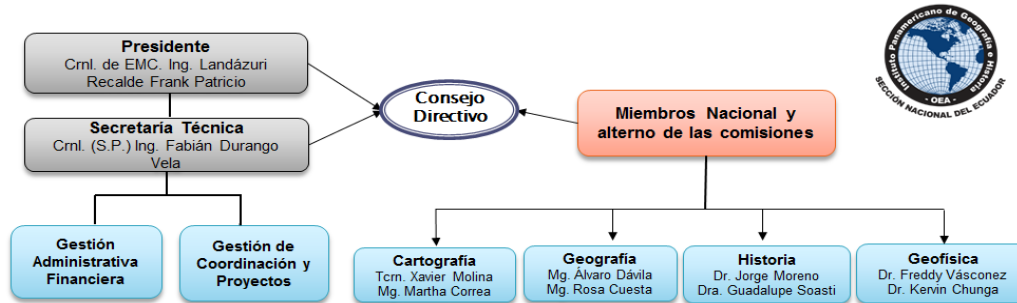 Presidente
Crnl. de EMC. Ing. Landázuri
Recalde Frank Patricio
Secretaría Técnica
Crnl. (S.P.) Ing. Fabián Durango
Vela
Gestión
Administrativa
Financiera
Gestión de
Coordinación y
Proyectos
Consejo
Directivo
Miembros Nacional y
alterno de las comisiones
Cartografía
Tcrn. Xavier Molina
Mg. Martha Correa
Geografía
Mg. Álvaro Dávila
Mg. Rosa Cuesta
Historia
Dr. Jorge Moreno
Dra. Guadalupe Soasti
Geofísica
Dr. Freddy Vásconez
Dr. Kervin Chunga
Instituto Panamericano de Geografía e Historia
- OEA -
SECCIÓN NACIONAL DEL ECUADOR